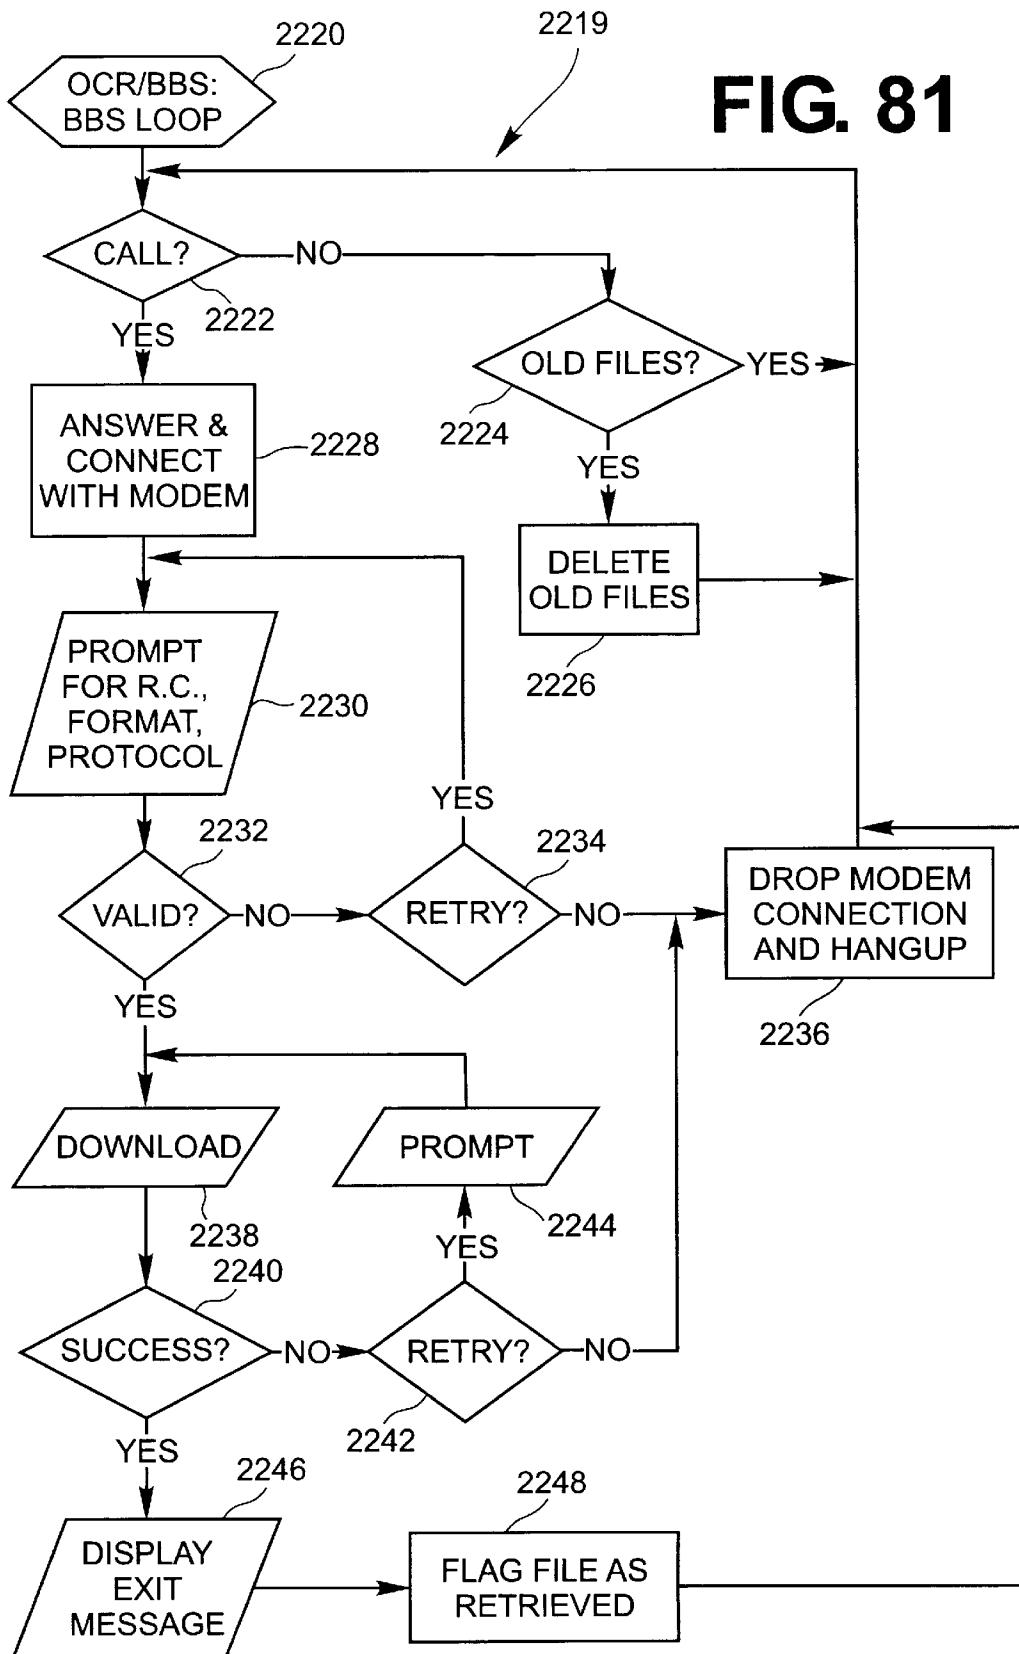 2220
2219
OCR/BBS:
BBS LOOP
FIG. 81
CALL?
NO
2222
YES
OLD FILES?
YES
2224
YES
ANSWER &
CONNECT
WITH MODEM
2228
DELETE
OLD FILES
2226
PROMPT
FOR R.C.,
FORMAT,
PROTOCOL
2230
YES
2232
2234
VALID?
NO
RETRY?
NO
DROP MODEM
CONNECTION
AND HANGUP
2236
YES
DOWNLOAD
PROMPT
2238
2244
YES
2240
SUCCESS?
NO
RETRY?
NO
2242
YES
2246
2248
DISPLAY
EXIT
MESSAGE
FLAG FILE AS
RETRIEVED